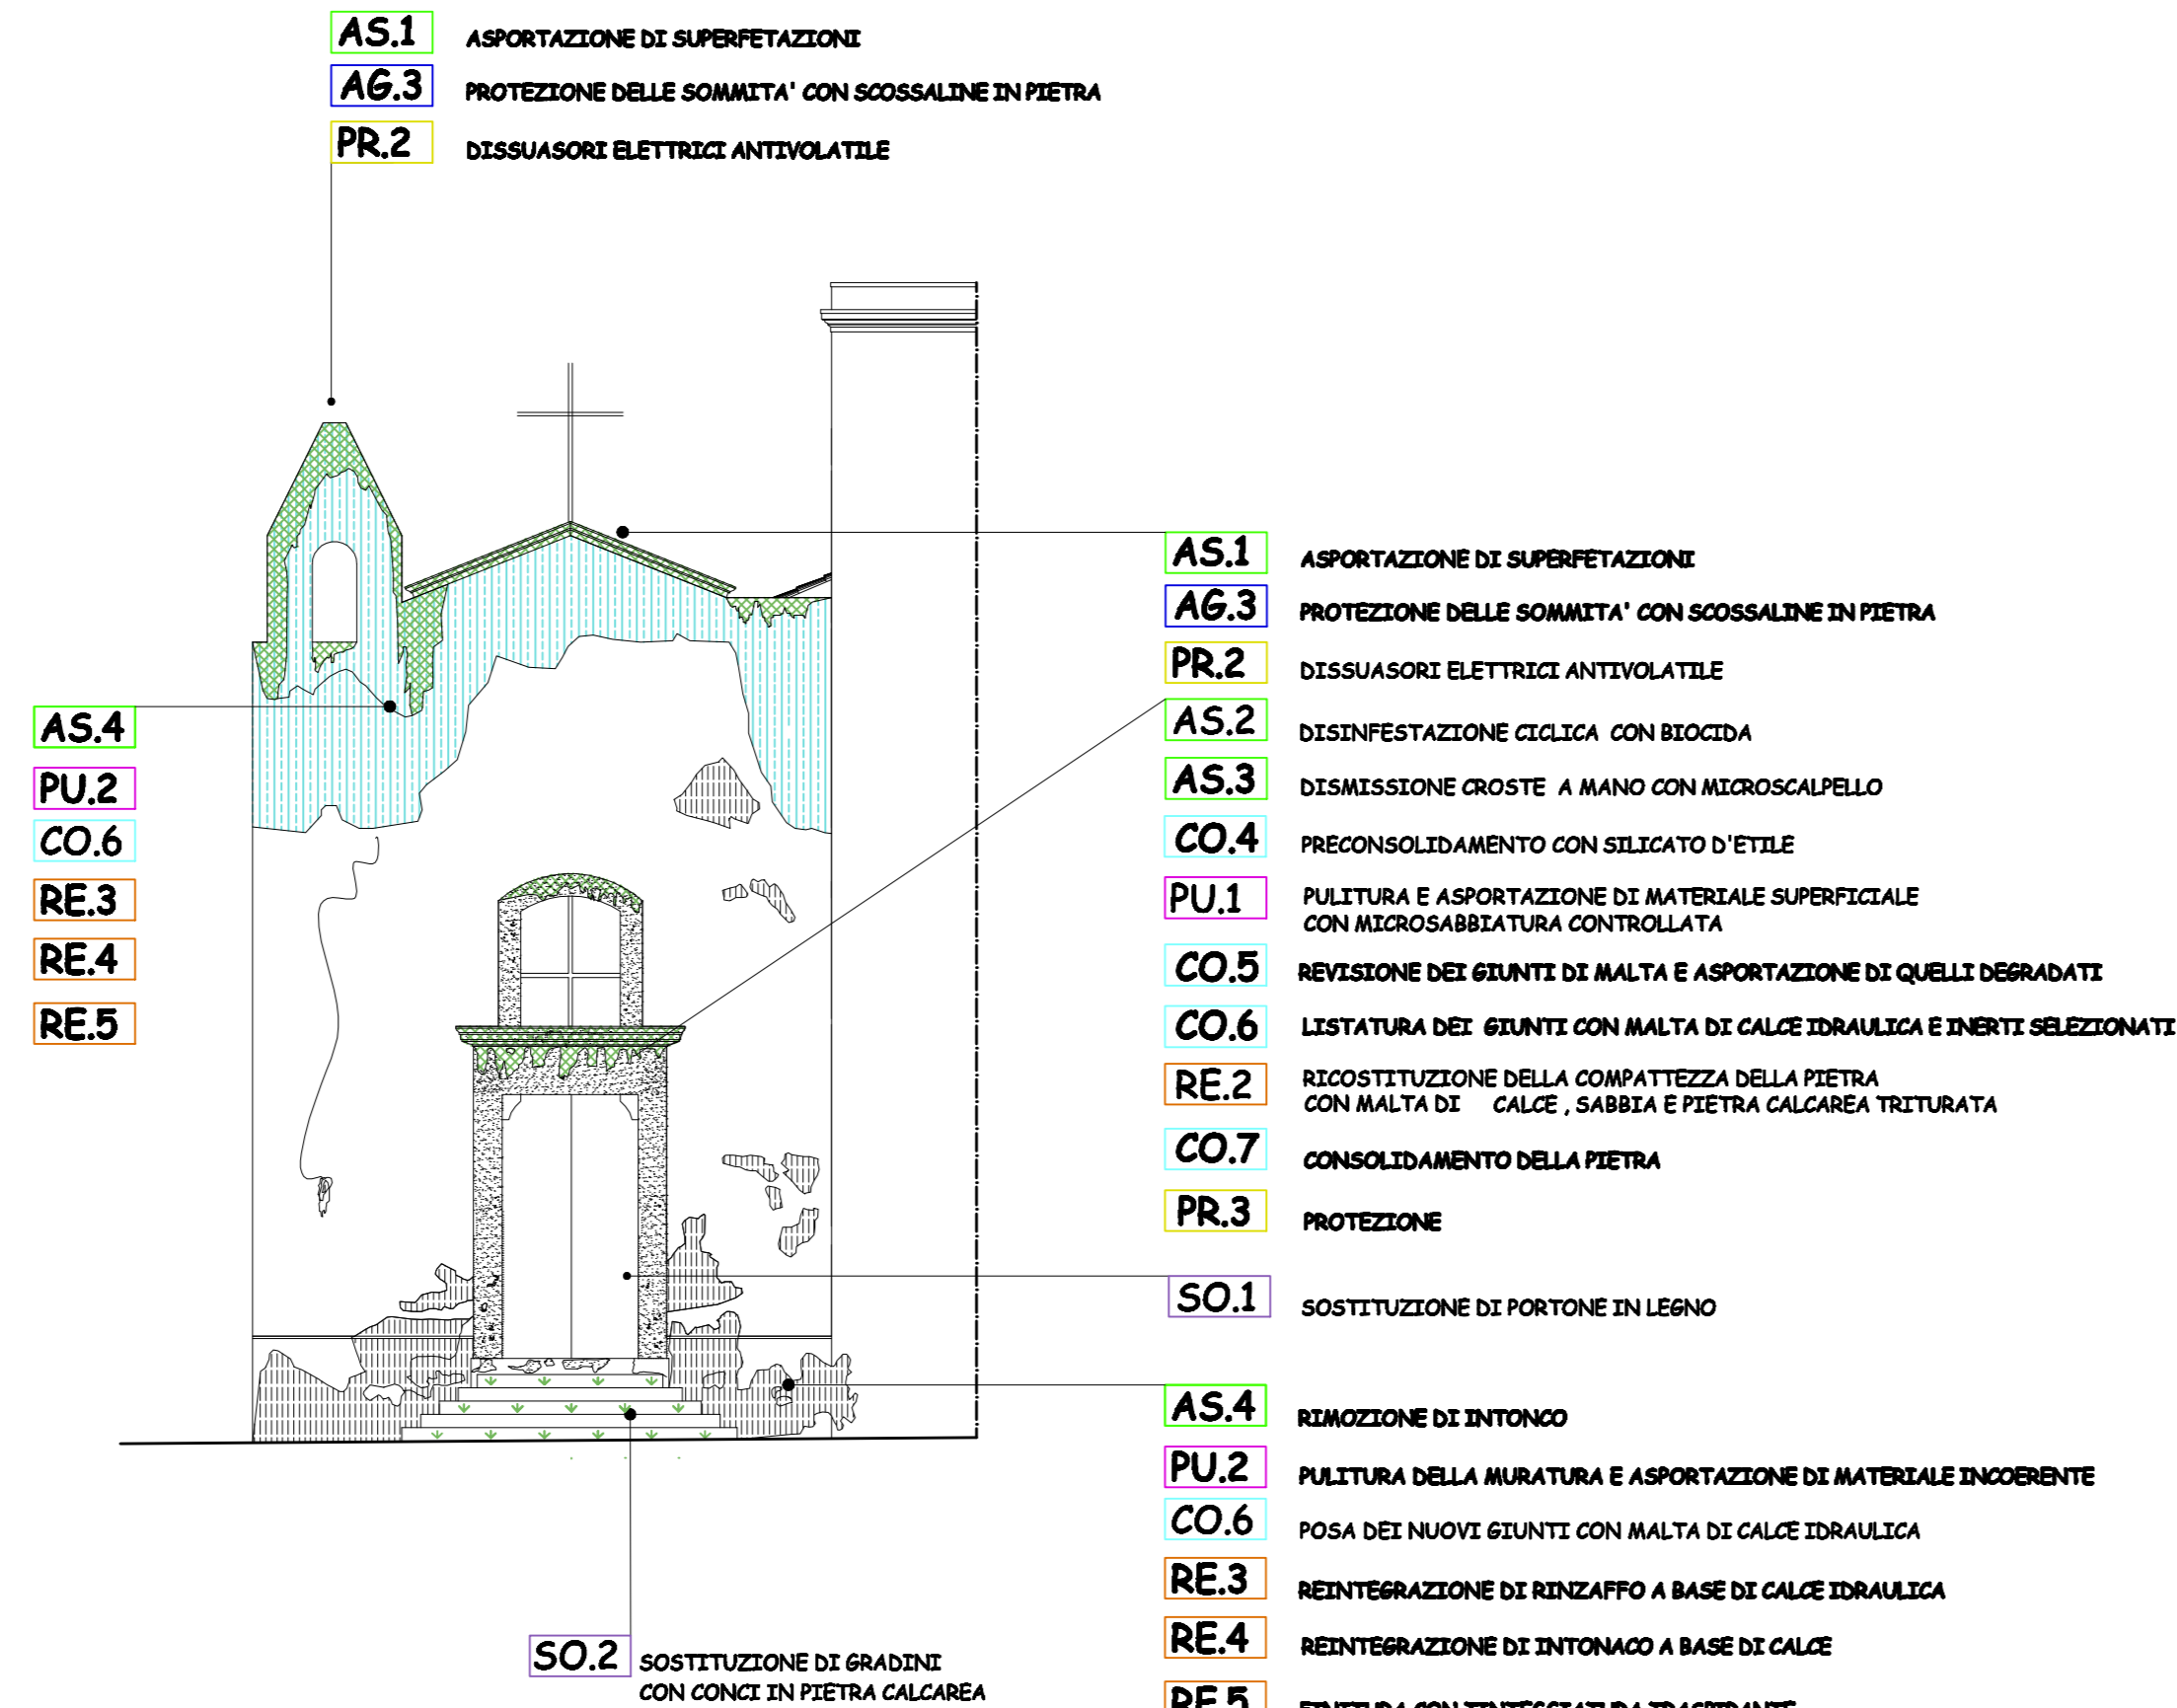 AS.1 ASPORTAZIONE DI SUPERFETAZIONI
AG.3 PROTEZIONE DELLE SOMMITA' CON SCOSSALINE IN PIETRA
PR.2 DISSUASORI ELETTRICI ANTIVOLATILE
AS.4
PU.2
CO.6
RE.3
RE.4
RE.5
AS.1 ASPORTAZIONE DI SUPERFETAZIONI
AG.3 PROTEZIONE DELLE SOMMITA' CON SCOSSALINE IN PIETRA
PR.2 DISSUASORI ELETTRICI ANTIVOLATILE
AS.2 DISINFESTAZIONE CICLICA CON BIOCIDA
AS.3 DISMISSIONE CROSTE A MANO CON MICROSCALPELLO
CO.4 PRECONSOLIDAMENTO CON SILICATO D'ETILE
PU.1 PULITURA E ASPORTAZIONE DI MATERIALE SUPERFICIALE
CON MICROSABBIATURA CONTROLLATA
CO.5 REVISIONE DEI GIUNTI DI MALTA E ASPORTAZIONE DI QUELLI DEGRADATI
CO.6 LISTATURA DEI GIUNTI CON MALTA DI CALCE IDRAULICA E INERTI SELEZIONATI
RE.2 RICOSTITUZIONE DELLA COMPATTEZZA DELLA PIETRA
CON MALTA DI CALCE , SABBIA E PIETRA CALCAREA TRITURATA
CO.7 CONSOLIDAMENTO DELLA PIETRA
PR.3 PROTEZIONE
SO.1 SOSTITUZIONE DI PORTONE IN LEGNO
AS.4 RIMOZIONE DI INTONCO
PU.2 PULITURA DELLA MURATURA E ASPORTAZIONE DI MATERIALE INCOERENTE
CO.6 POSA DEI NUOVI GIUNTI CON MALTA DI CALCE IDRAULICA
RE.3 REINTEGRAZIONE DI RINZAFFO A BASE DI CALCE IDRAULICA
RE.4 REINTEGRAZIONE DI INTONACO A BASE DI CALCE
RE.5 FINITURA CON TINTEGGIATURA TRASPIRANTE
SO.2 SOSTITUZIONE DI GRADINI
CON CONCI IN PIETRA CALCAREA